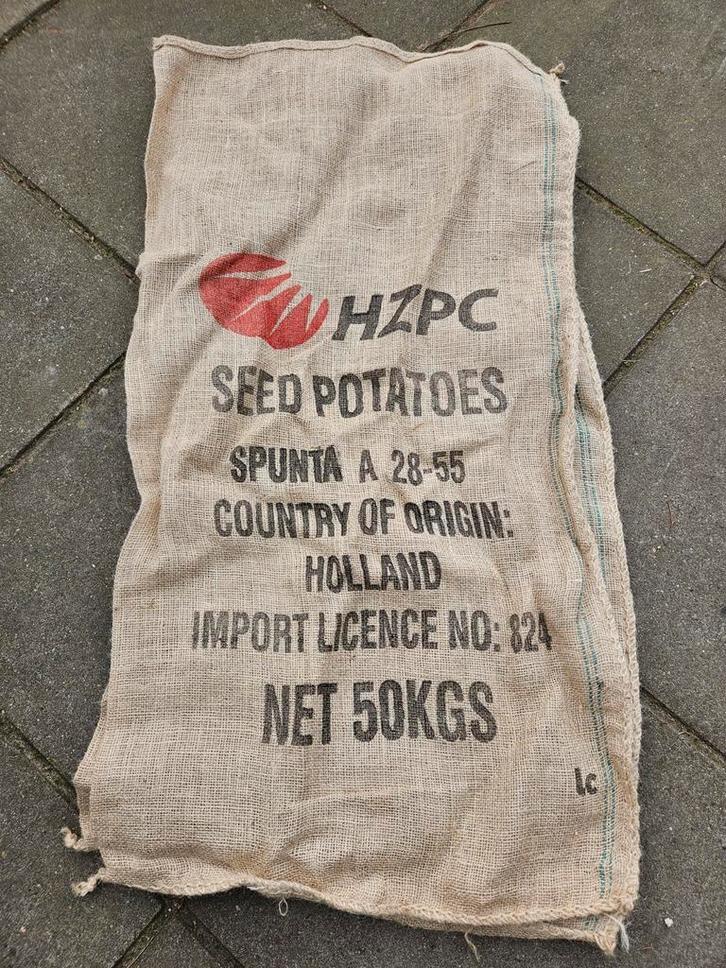 HZPC
SEED POTATOES
SPUNTA A 28-55
COUNTRY OF ORIGIN:
HOLLAND
IMPORT LICENCE NO: 824
NET 50KGS
lc